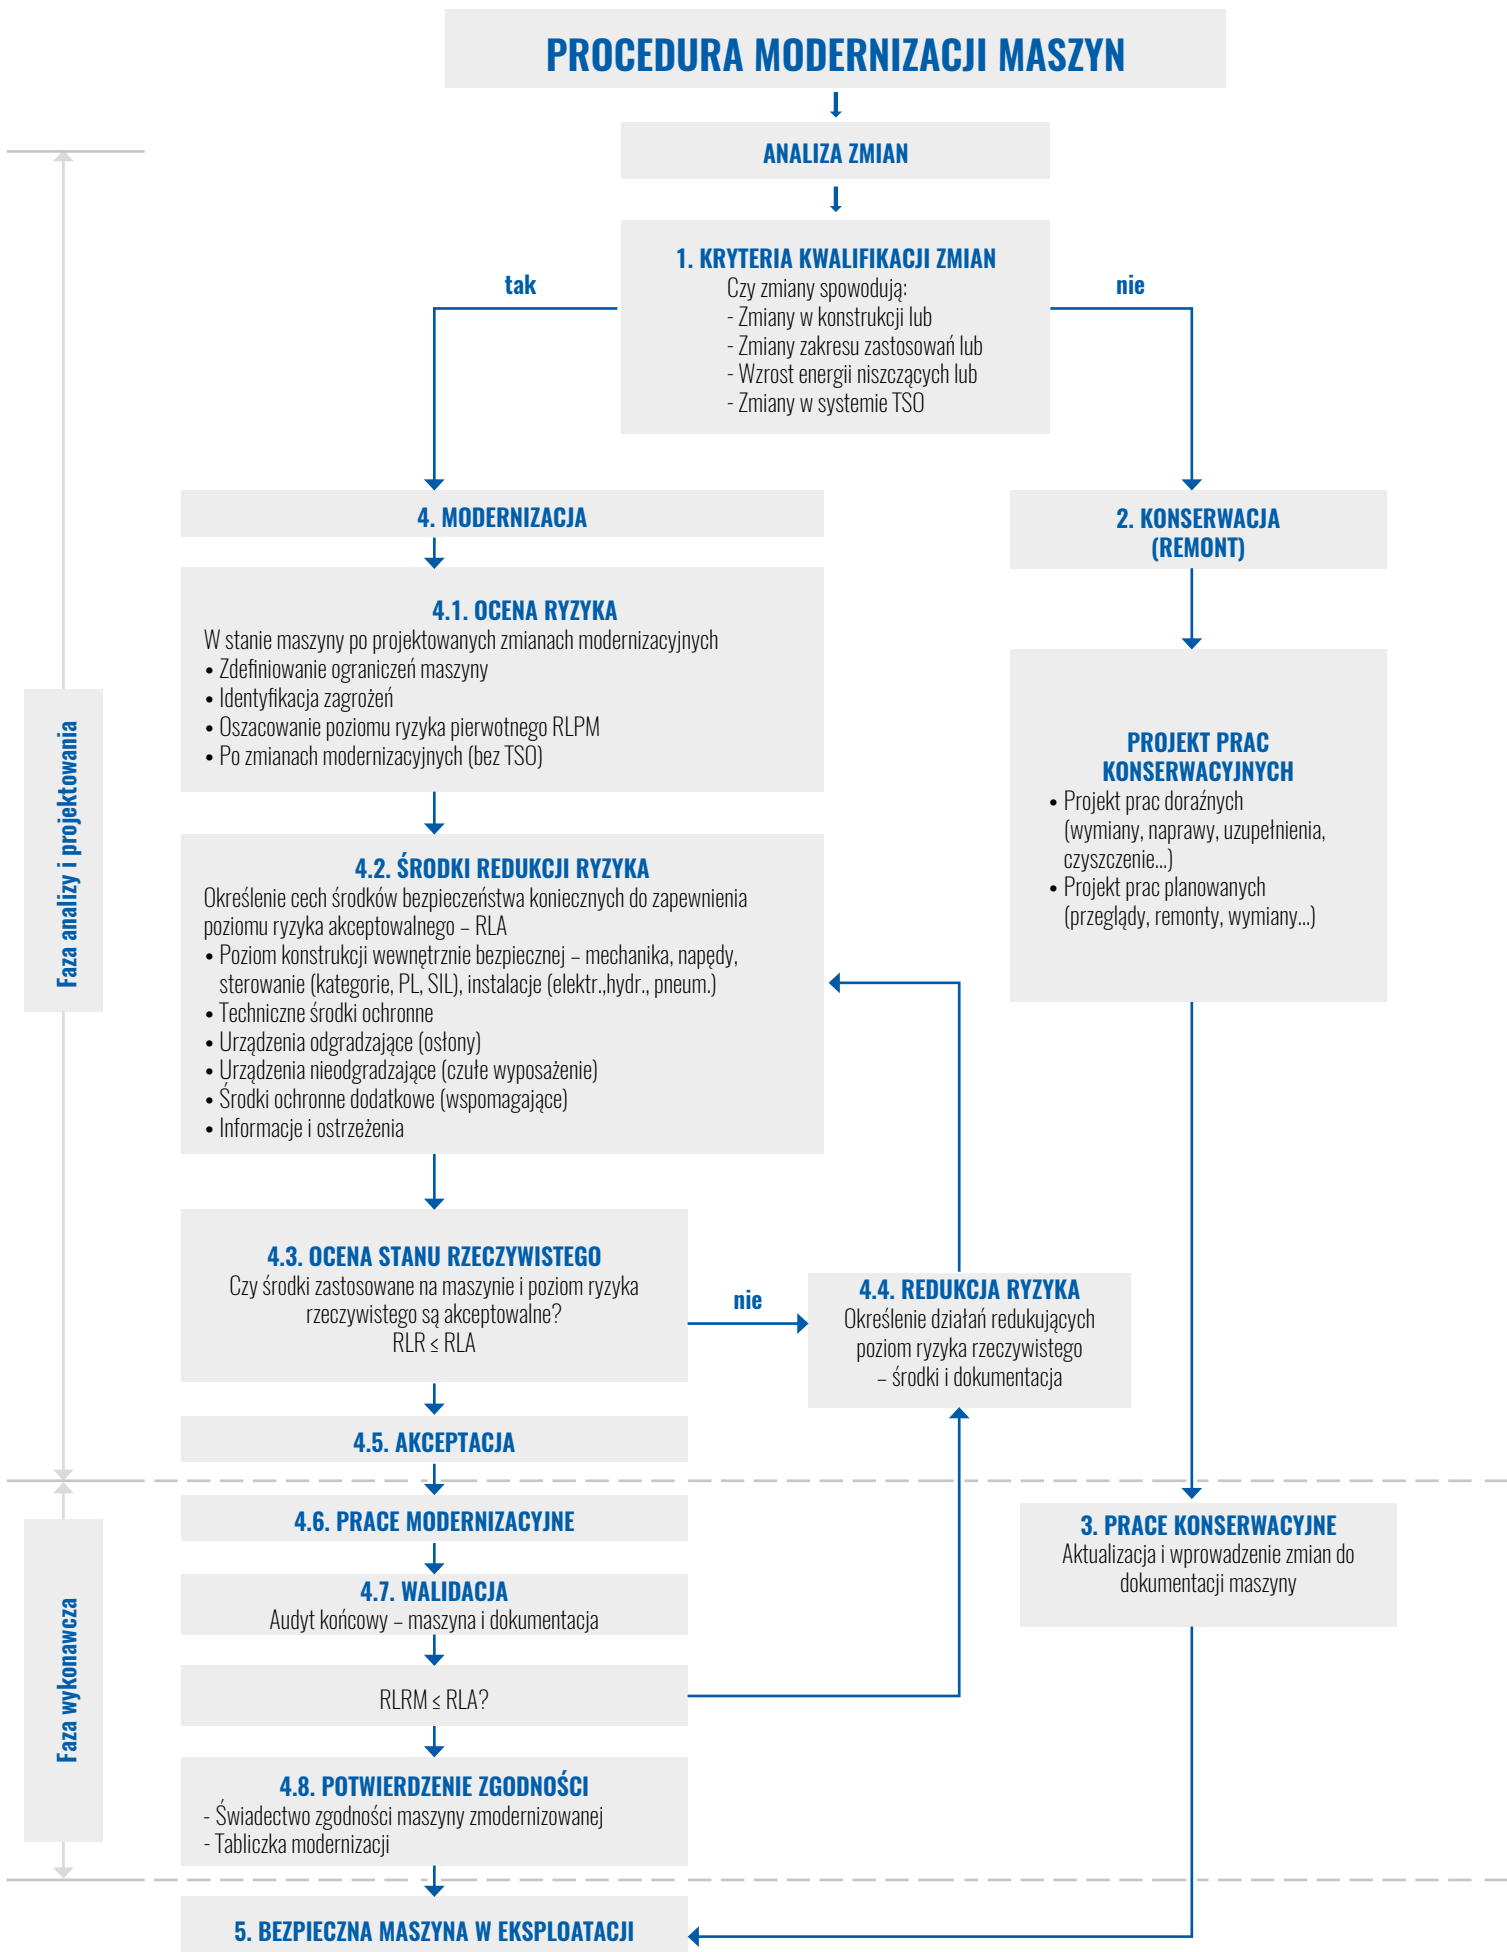 PROCEDURA MODERNIZACJI MASZYN
ANALIZA ZMIAN
1. KRYTERIA KWALIFIKACJI ZMIAN
Czy zmiany spowodują:
- Zmiany w konstrukcji lub
- Zmiany zakresu zastosowań lub
- Wzrost energii niszczących lub
- Zmiany w systemie TSO
tak
nie
4. MODERNIZACJA
2. KONSERWACJA
(REMONT)
4.1. OCENA RYZYKA
W stanie maszyny po projektowanych zmianach modernizacyjnych
• Zdefiniowanie ograniczeń maszyny
• Identyfikacja zagrożeń
• Oszacowanie poziomu ryzyka pierwotnego RLPM
• Po zmianach modernizacyjnych (bez TSO)
PROJEKT PRAC
KONSERWACYJNYCH
• Projekt prac doraźnych
(wymiany, naprawy, uzupełnienia,
czyszczenie...)
• Projekt prac planowanych
(przeglądy, remonty, wymiany...)
Faza analizy i projektowania
4.2. ŚRODKI REDUKCJI RYZYKA
Określenie cech środków bezpieczeństwa koniecznych do zapewnienia
poziomu ryzyka akceptowalnego – RLA
• Poziom konstrukcji wewnętrznie bezpiecznej – mechanika, napędy,
sterowanie (kategorie, PL, SIL), instalacje (elektr.,hydr., pneum.)
• Techniczne środki ochronne
• Urządzenia odgradzające (osłony)
• Urządzenia nieodgradzające (czułe wyposażenie)
• Środki ochronne dodatkowe (wspomagające)
• Informacje i ostrzeżenia
4.3. OCENA STANU RZECZYWISTEGO
Czy środki zastosowane na maszynie i poziom ryzyka
rzeczywistego są akceptowalne?
RLR ≤ RLA
nie
4.4. REDUKCJA RYZYKA
Określenie działań redukujących
poziom ryzyka rzeczywistego
– środki i dokumentacja
4.5. AKCEPTACJA
4.6. PRACE MODERNIZACYJNE
3. PRACE KONSERWACYJNE
Aktualizacja i wprowadzenie zmian do
dokumentacji maszyny
4.7. WALIDACJA
Audyt końcowy – maszyna i dokumentacja
Faza wykonawcza
RLRM ≤ RLA?
4.8. POTWIERDZENIE ZGODNOŚCI
- Świadectwo zgodności maszyny zmodernizowanej
- Tabliczka modernizacji
5. BEZPIECZNA MASZYNA W EKSPLOATACJI